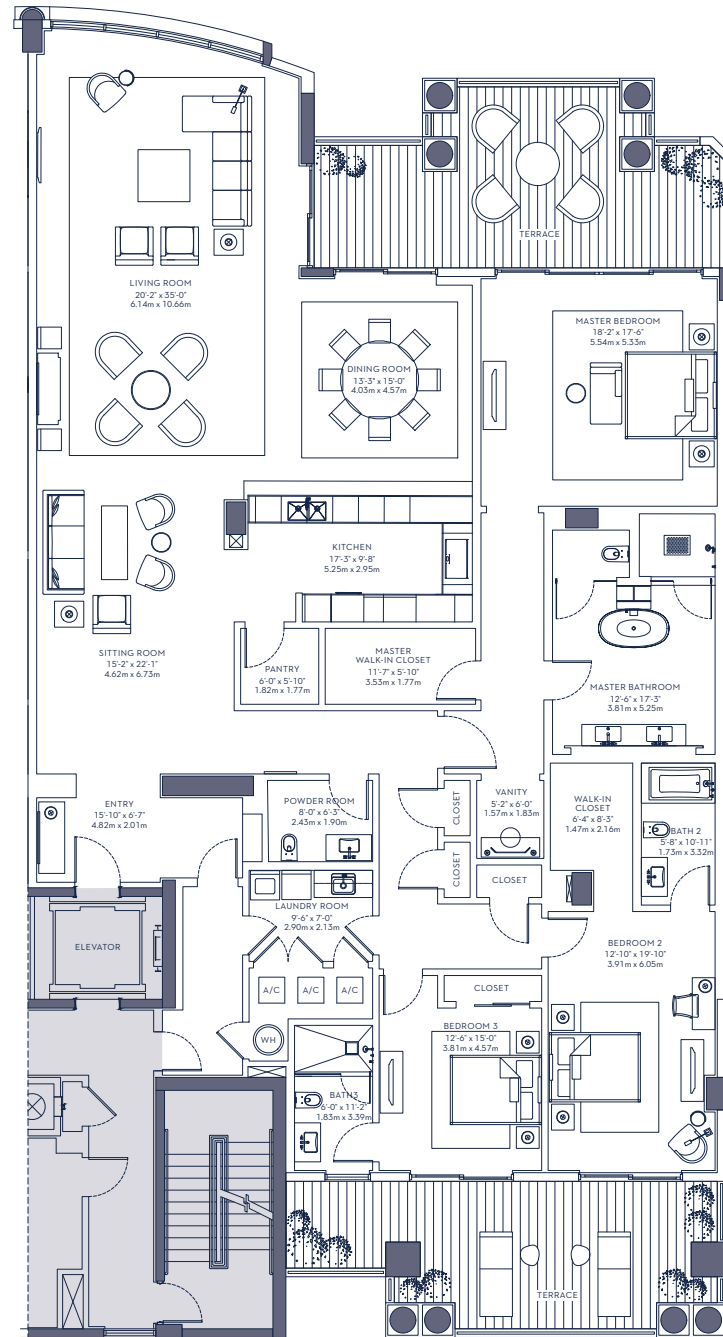 TERRACE
LIVING ROOM
20'-2" x 35'-0"
6.14m x 10.66m
MASTER BEDROOM
18'-2" x 17'-6"
5.54m x 5.33m
DINING ROOM
13'-3" x 15'-0"
4.03m x 4.57m
KITCHEN
17'-3" x 9'-8"
5.25m x 2.95m
SITTING ROOM
15'-2" x 22'-1"
4.62m x 6.73m
PANTRY
6'-0" x 5'-10"
1.82m x 1.77m
MASTER
WALK-IN CLOSET
11'-7" x 5'-10"
3.53m x 1.77m
MASTER BATHROOM
12'-6" x 17'-3"
3.81m x 5.25m
ENTRY
15'-10" x 6'-7"
4.82m x 2.01m
POWDER ROOM
8'-0" x 6'-3"
2.43m x 1.90m
CLOSET
CLOSET
VANITY
5'-2" x 6'-0"
1.57m x 1.83m
WALK-IN
CLOSET
6'-4" x 8'-3"
1.47m x 2.16m
BATH 2
5'-8" x 10'-11"
1.73m x 3.32m
CLOSET
LAUNDRY ROOM
9'-6" x 7'-0"
2.90m x 2.13m
ELEVATOR
BEDROOM 2
12'-10" x 19'-10"
3.91m x 6.05m
A/C
A/C
A/C
CLOSET
WH
BEDROOM 3
12'-6" x 15'-0"
3.81m x 4.57m
BATH3
6'-0" x 11'-2"
1.83m x 3.39m
TERRACE